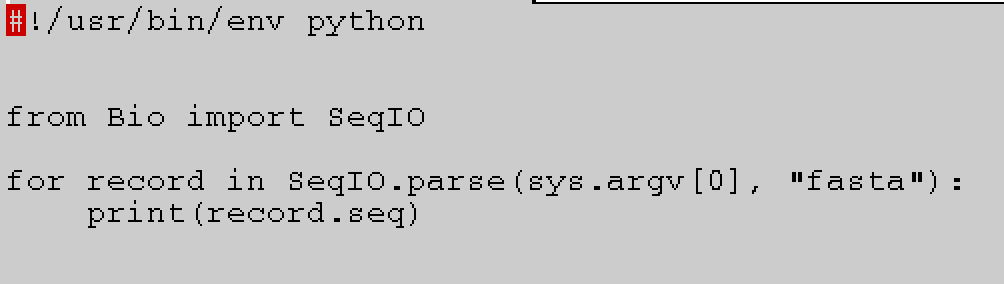 #!/usr/bin/env python
from Bio import SeqIO
for record in SeqIO.parse(sys.argv[0], "fasta"):
    print(record.seq)